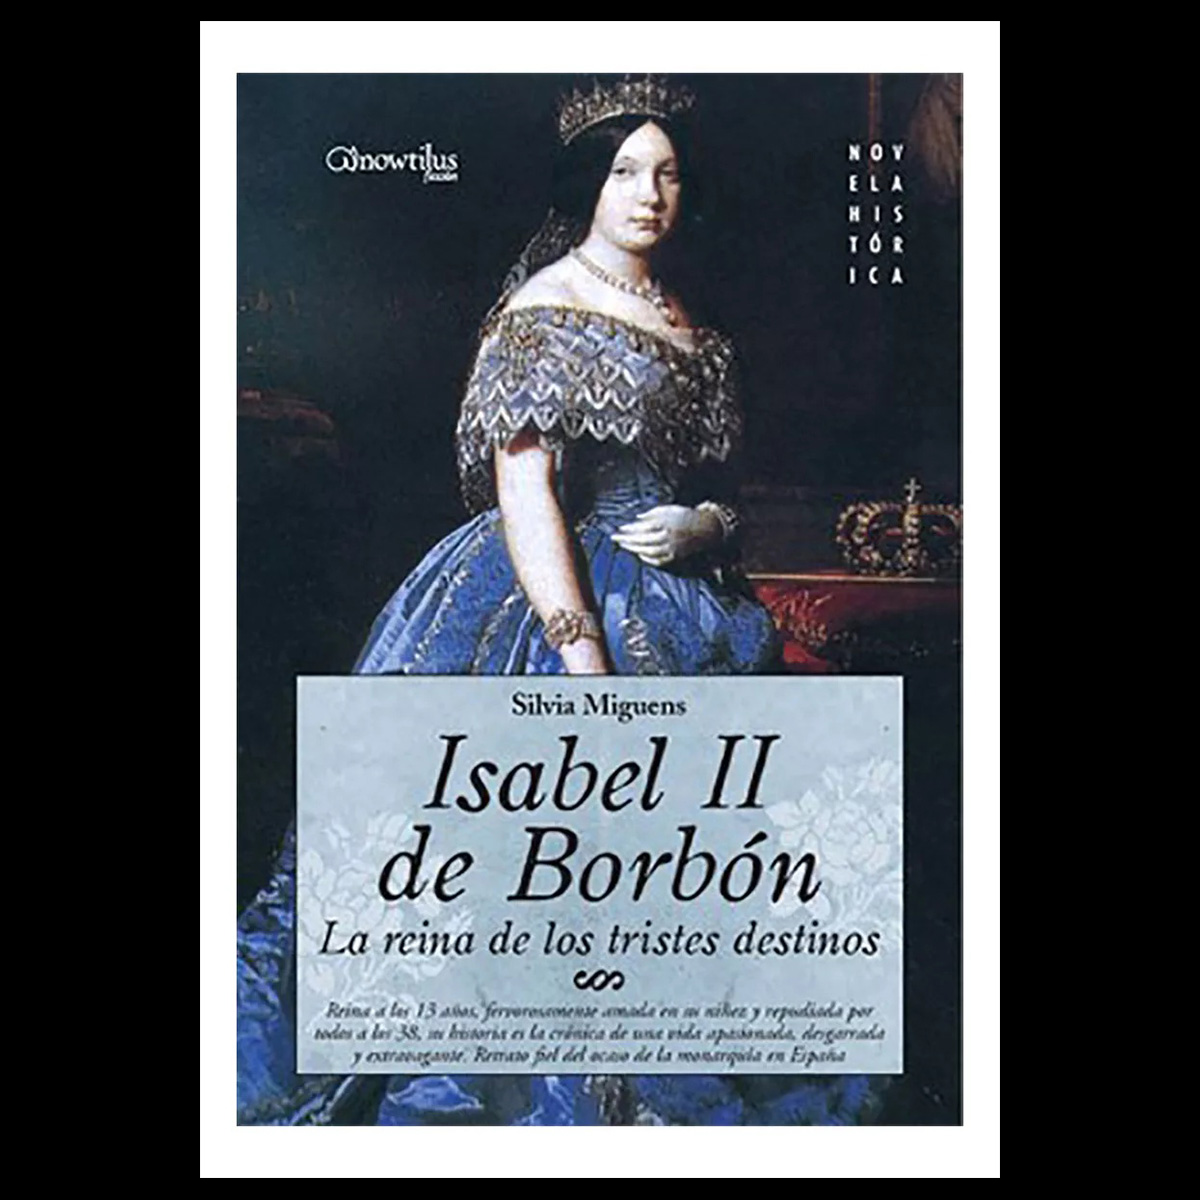 nowtilus
ficción
NOV
ELA
HIS
TÓR
ICA
Silvia Miguens
Isabel II
de Borbón
La reina de los tristes destinos
Reina a los 13 años, fervorosamente amada en su niñez y repudiada por
todos a los 38, su historia es la crónica de una vida apasionada, desgarrada
y extravagante. Retrato fiel del ocaso de la monarquía en España